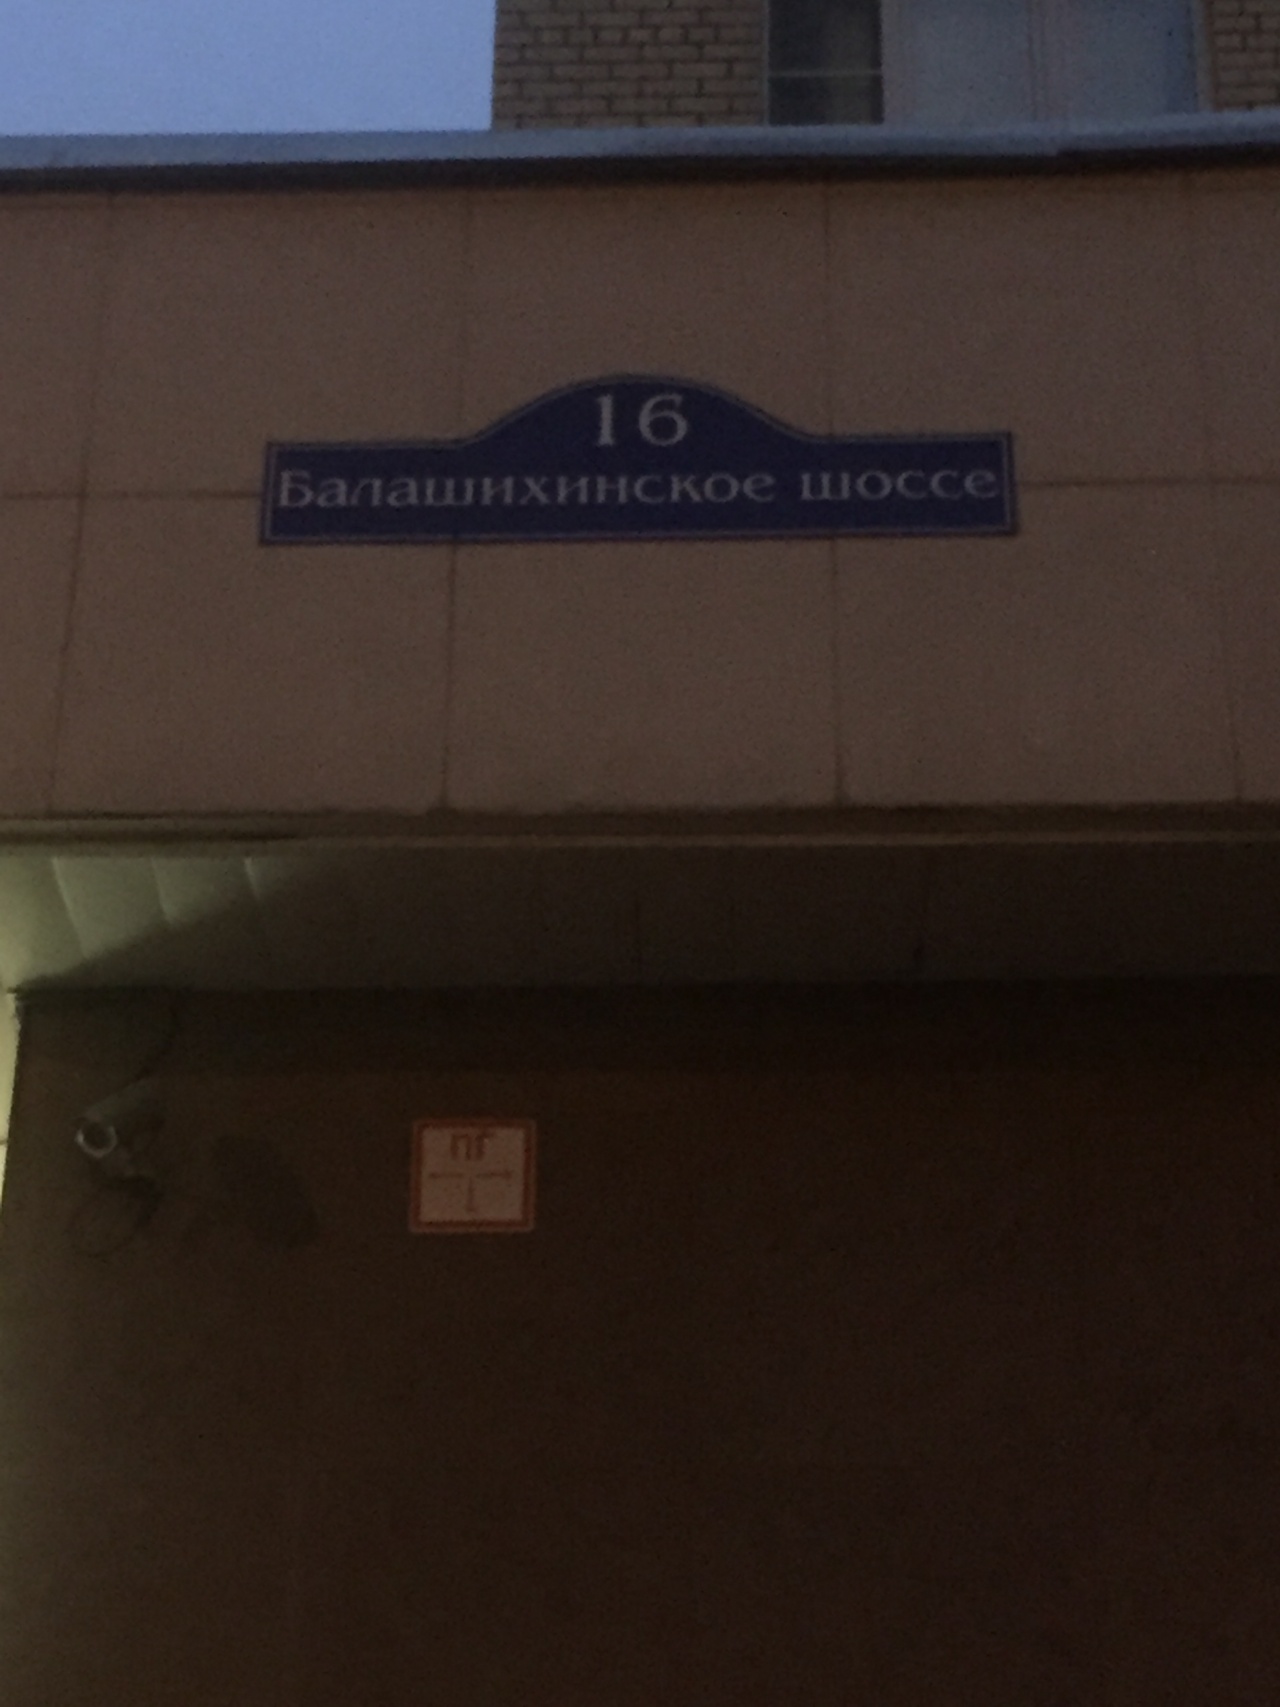 16
Балашихинское шоссе
ПГ